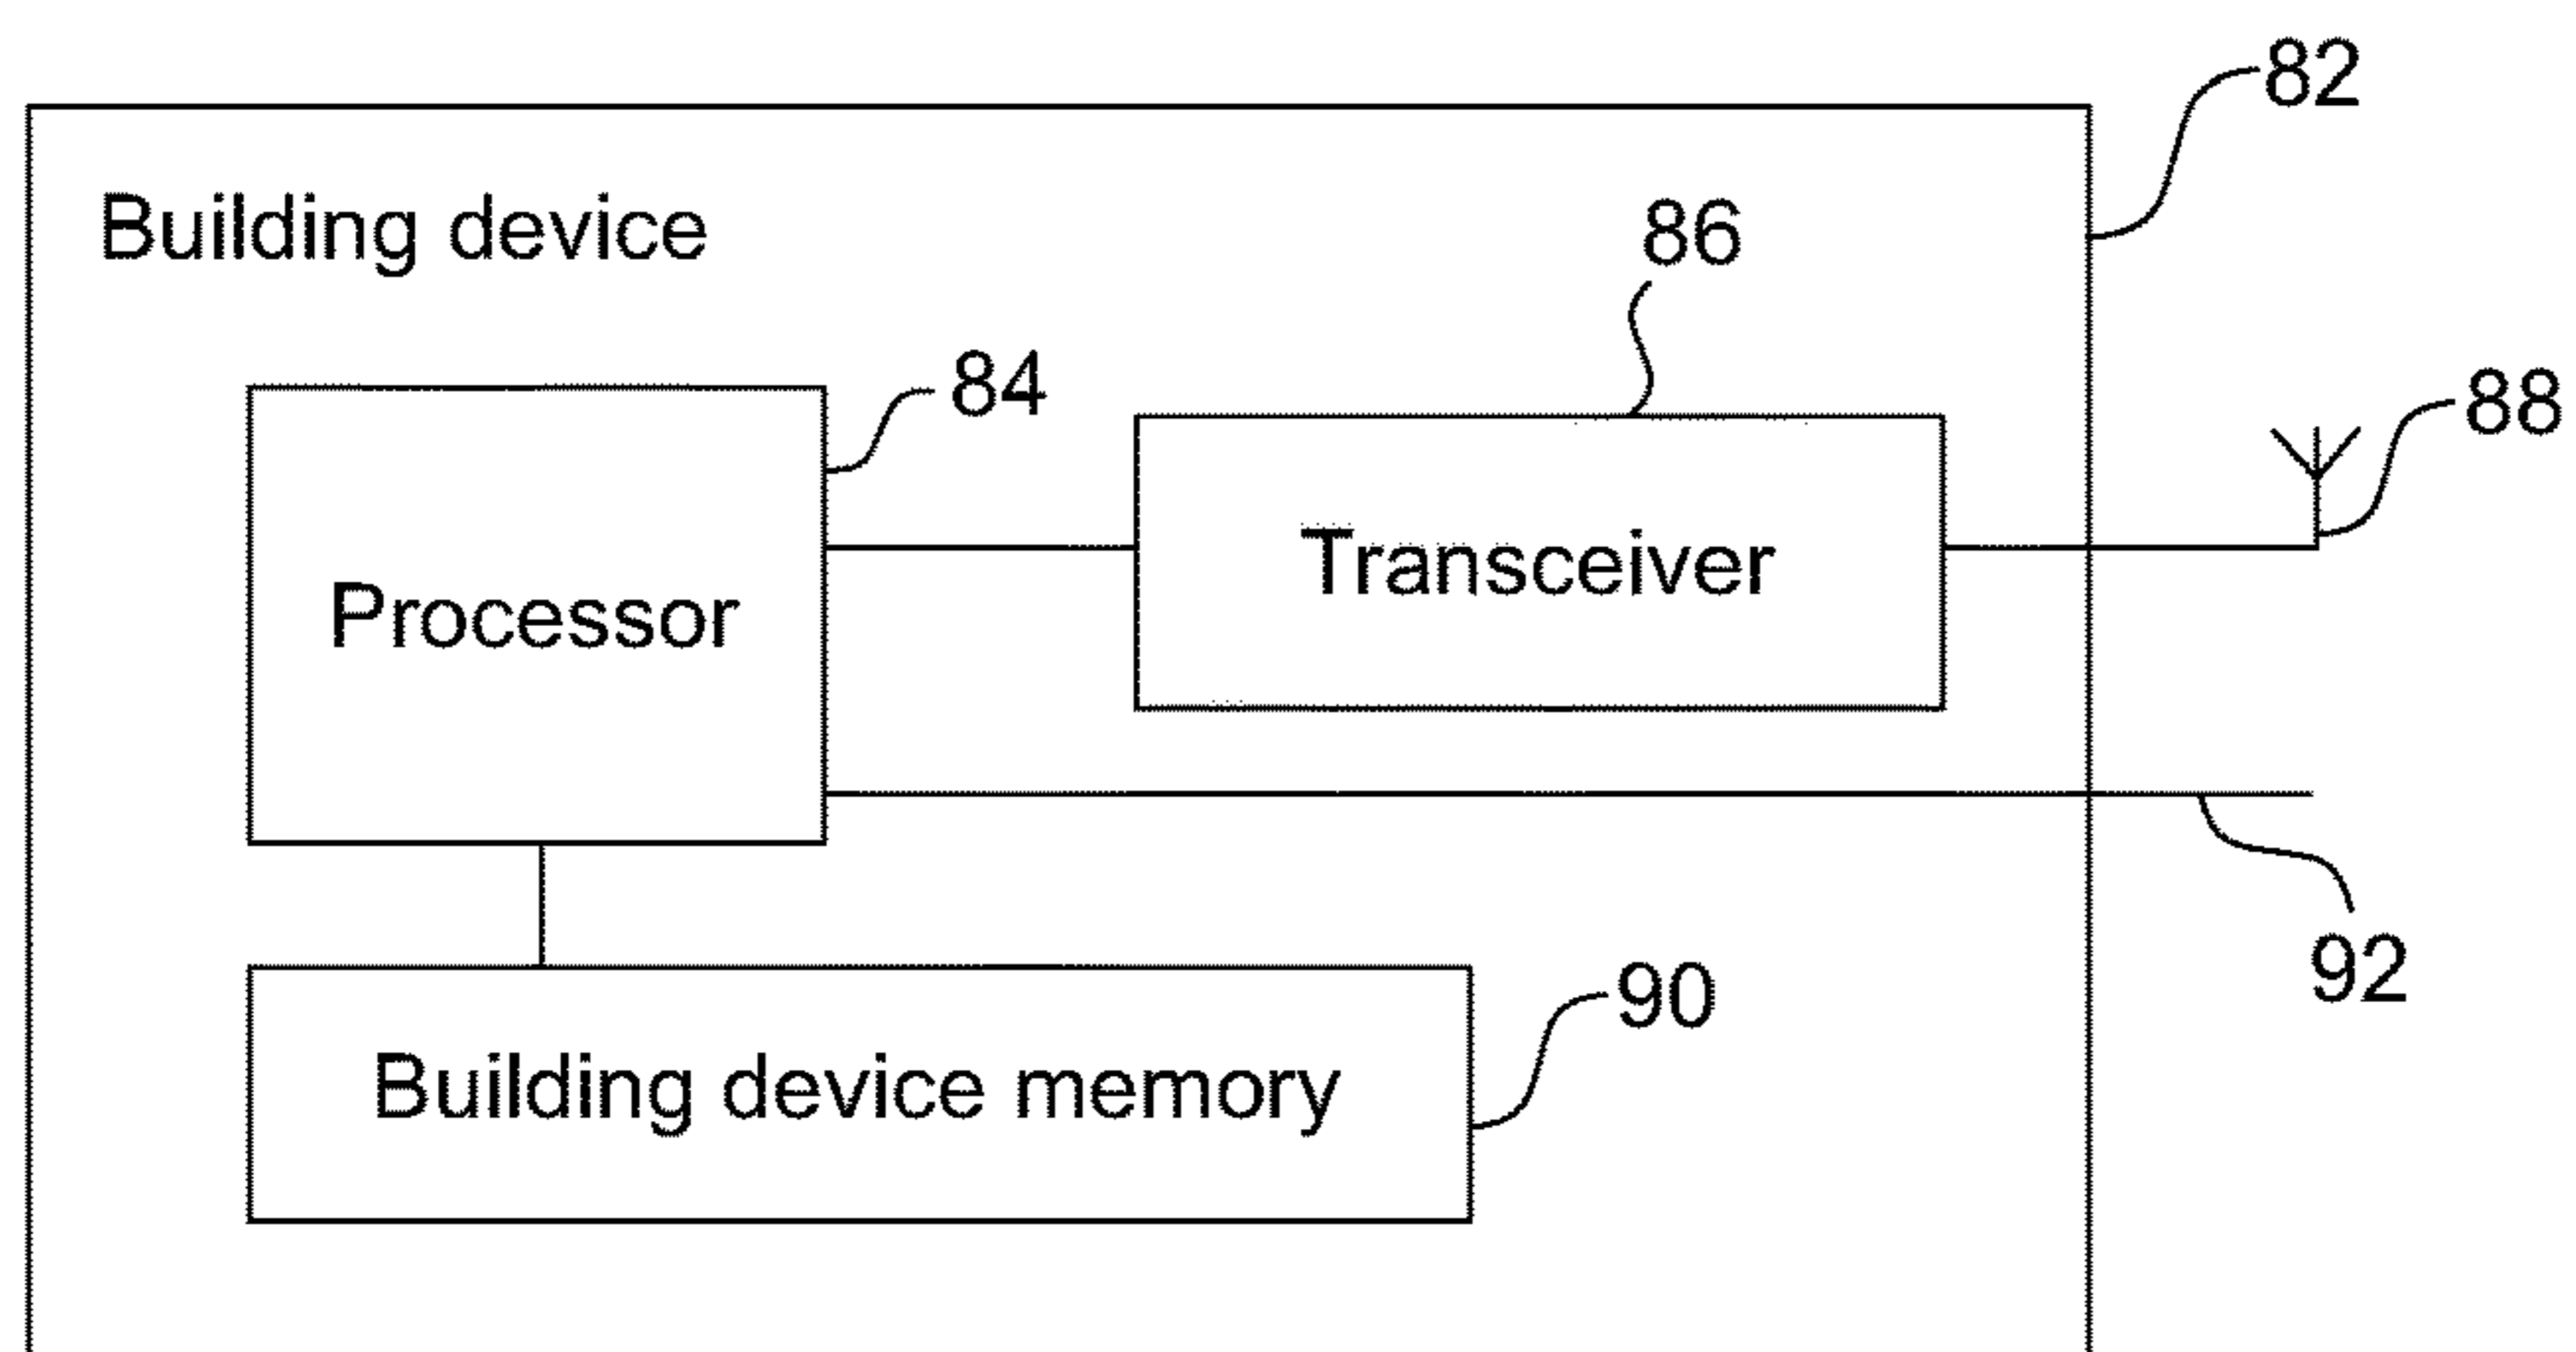 82
Building device
86
84
88
Transceiver
Processor
92
90
Building device memory